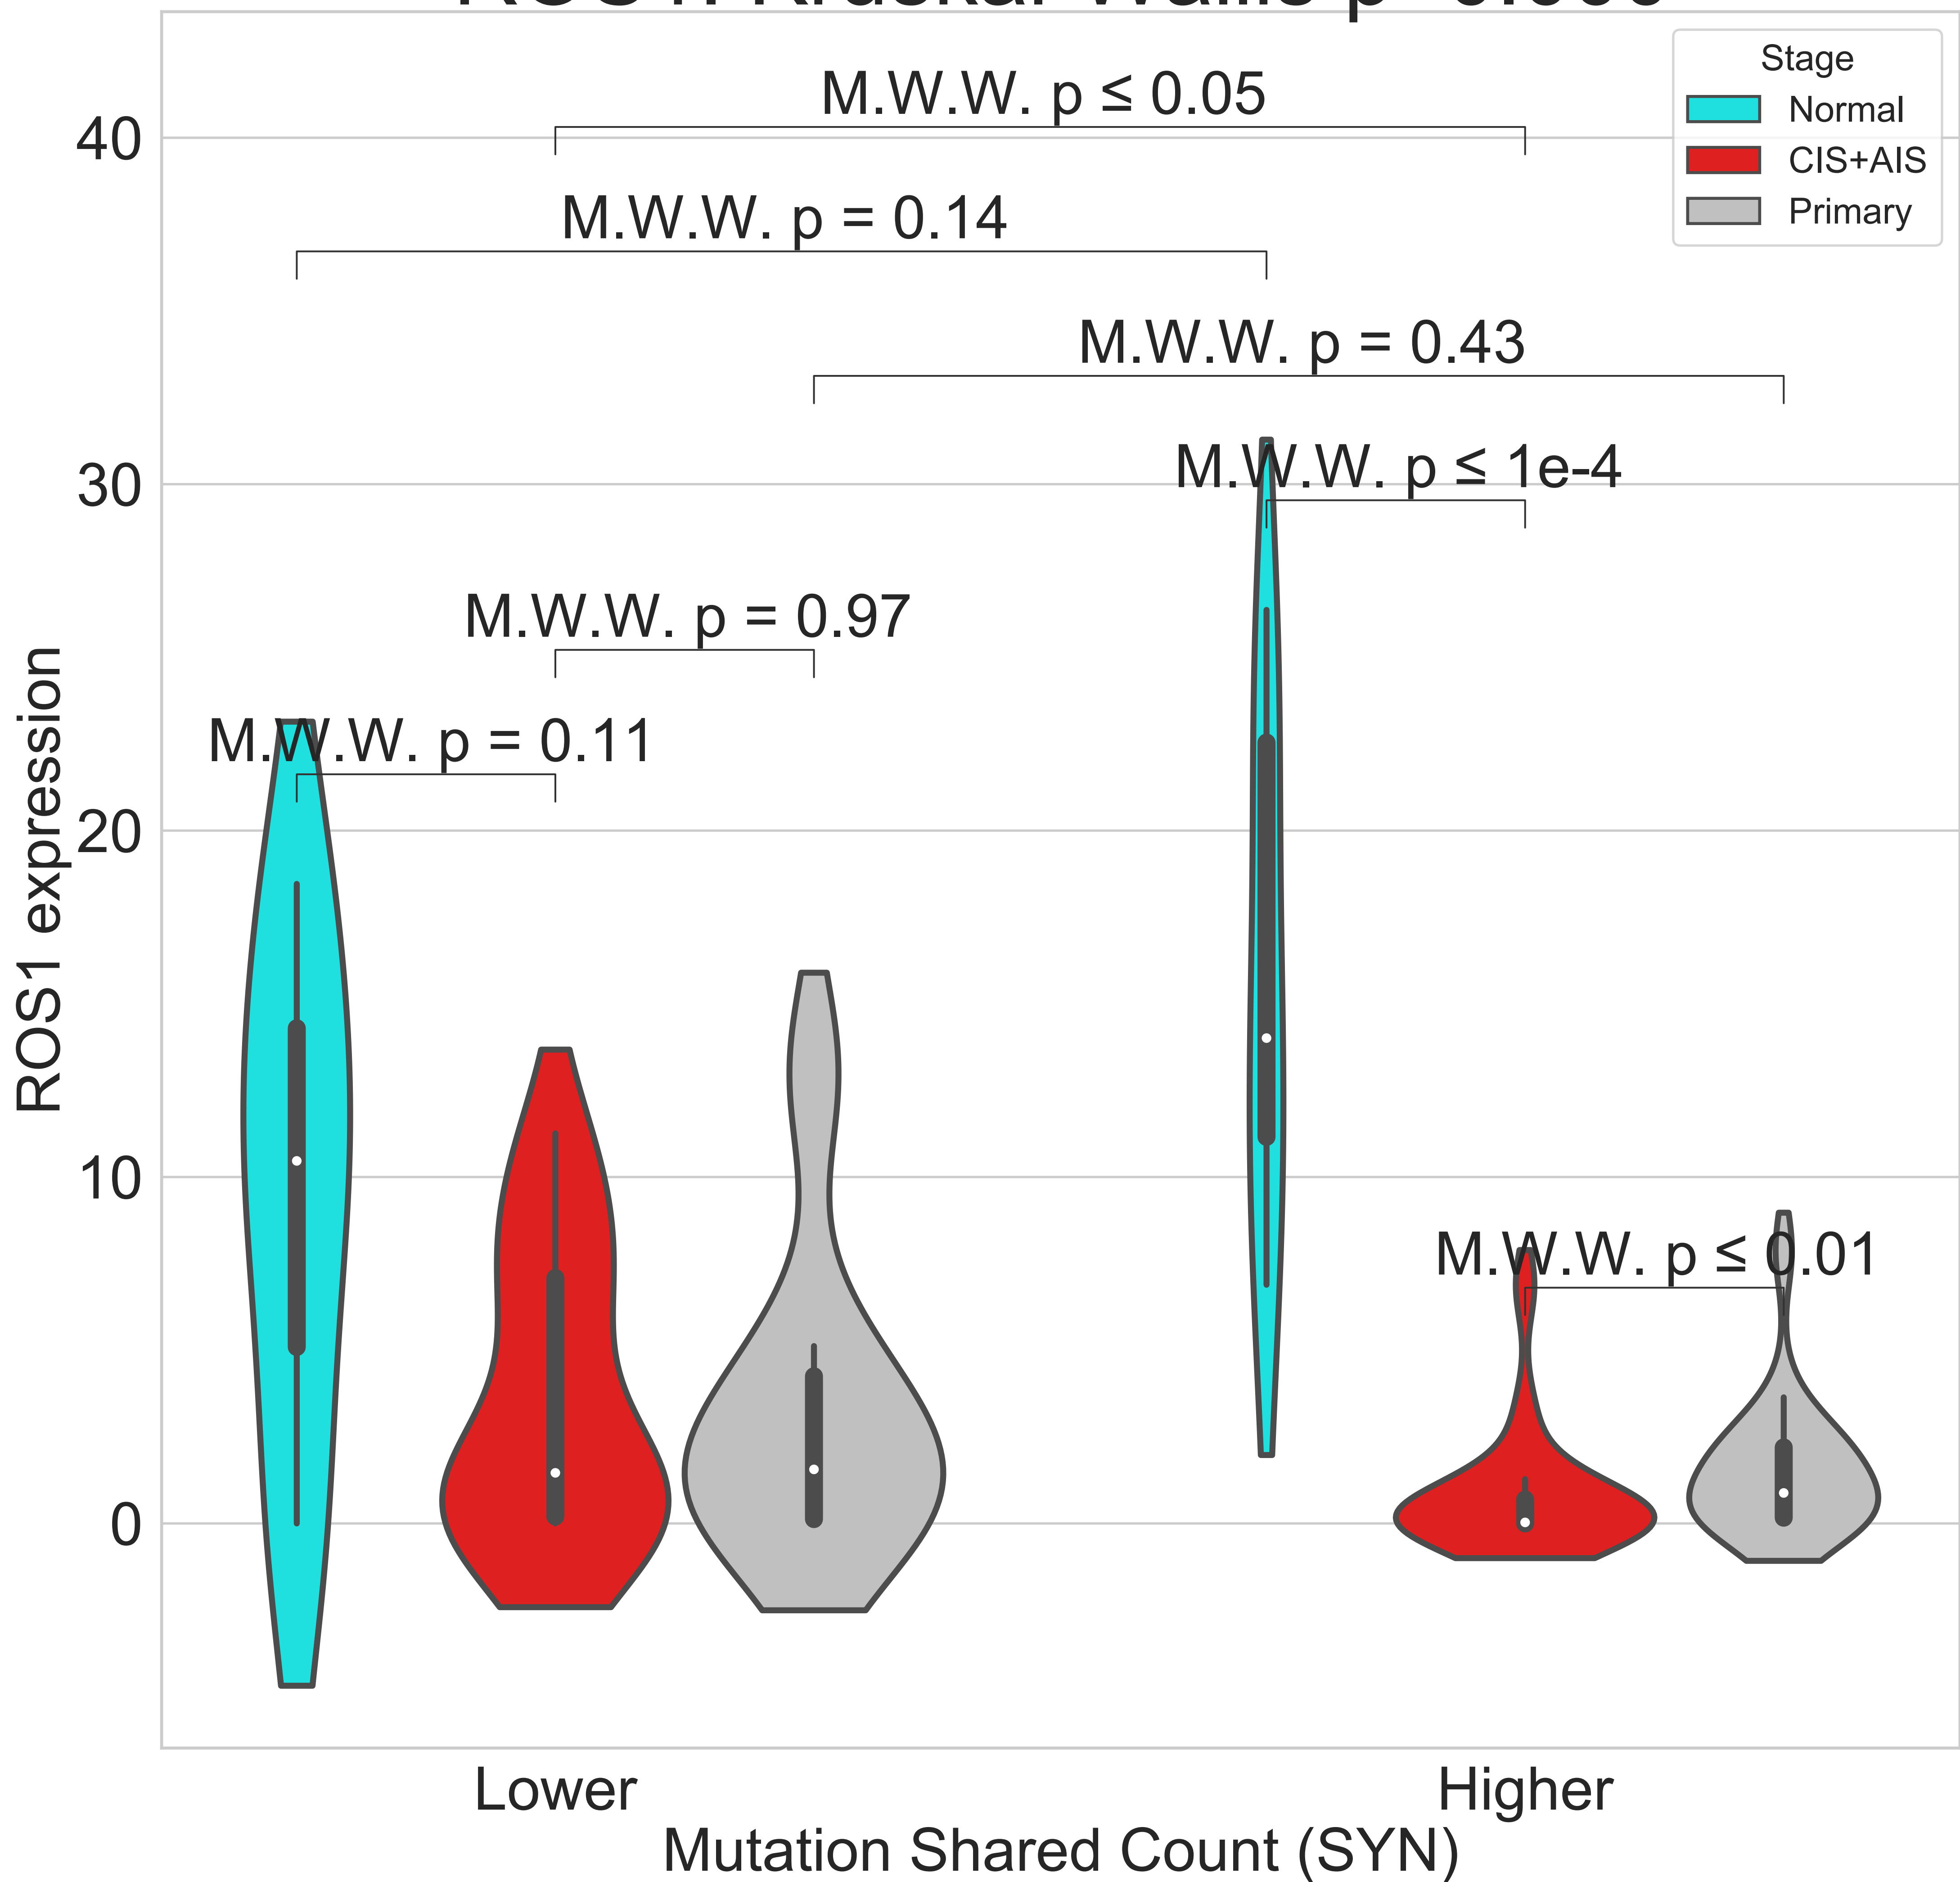 Stage
Normal
CIS+AIS
Primary
M.W.W. p ≤ 0.05
M.W.W. p = 0.14
M.W.W. p = 0.43
M.W.W. p ≤ 1e-4
M.W.W. p = 0.97
M.W.W. p = 0.11
M.W.W. p ≤ 0.01
40
30
20
10
0
ROS1 expression
Lower
Higher
Mutation Shared Count (SYN)